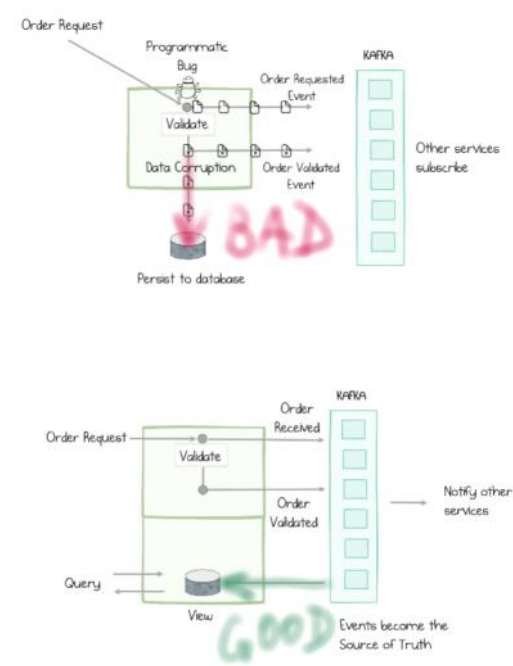 Order Request
Programmatic
Bug
KAFKA
Order Requested
Event
Validate
Other services
subscribe
Data Corruption
Order Validated
Event
BAD
Persist to database
KAFKA
Order
Received
Order Request
Validate
Notify other
services
Order
Validated
Query
View
GOOD
Events become the
Source of Truth